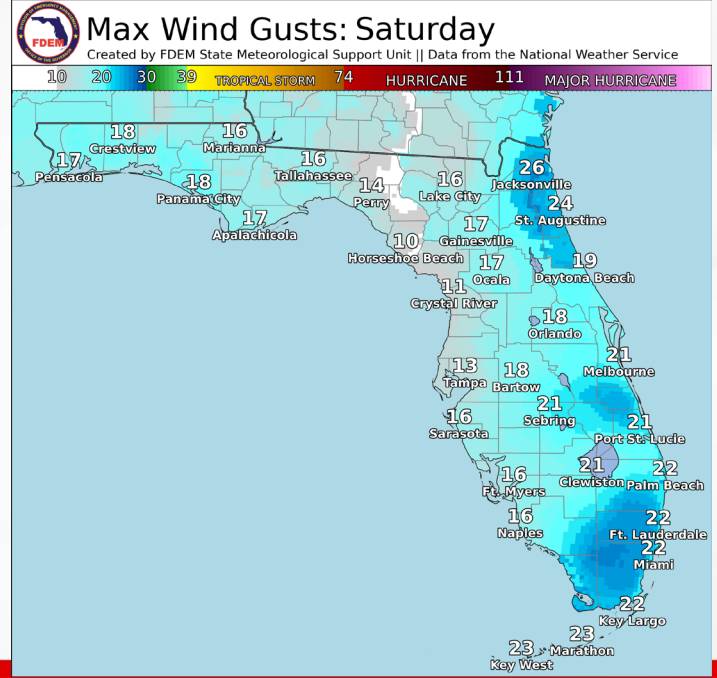 Max Wind Gusts: Saturday
Created by FDEM State Meteorological Support Unit || Data from the National Weather Service
FDEM
10 20 30 39 TROPICAL STORM 74 HURRICANE 111 MAJOR HURRICANE
18
Crestview
16
Marianna
17
Pensacola
16
Tallahassee
18
Panama City
14
Perry
16
Lake City
26
Jacksonville
24
St. Augustine
17
Apalachicola
10
Horseshoe Beach
17
Gainesville
17
Ocala
19
Daytona Beach
11
Crystal River
18
Orlando
21
Melbourne
13
Tampa
18
Bartow
16
Sarasota
21
Sebring
21
Port St. Lucie
21
Clewiston
22
Palm Beach
16
Ft. Myers
16
Naples
22
Ft. Lauderdale
22
Miami
22
Key Largo
23
Marathon
23
Key West